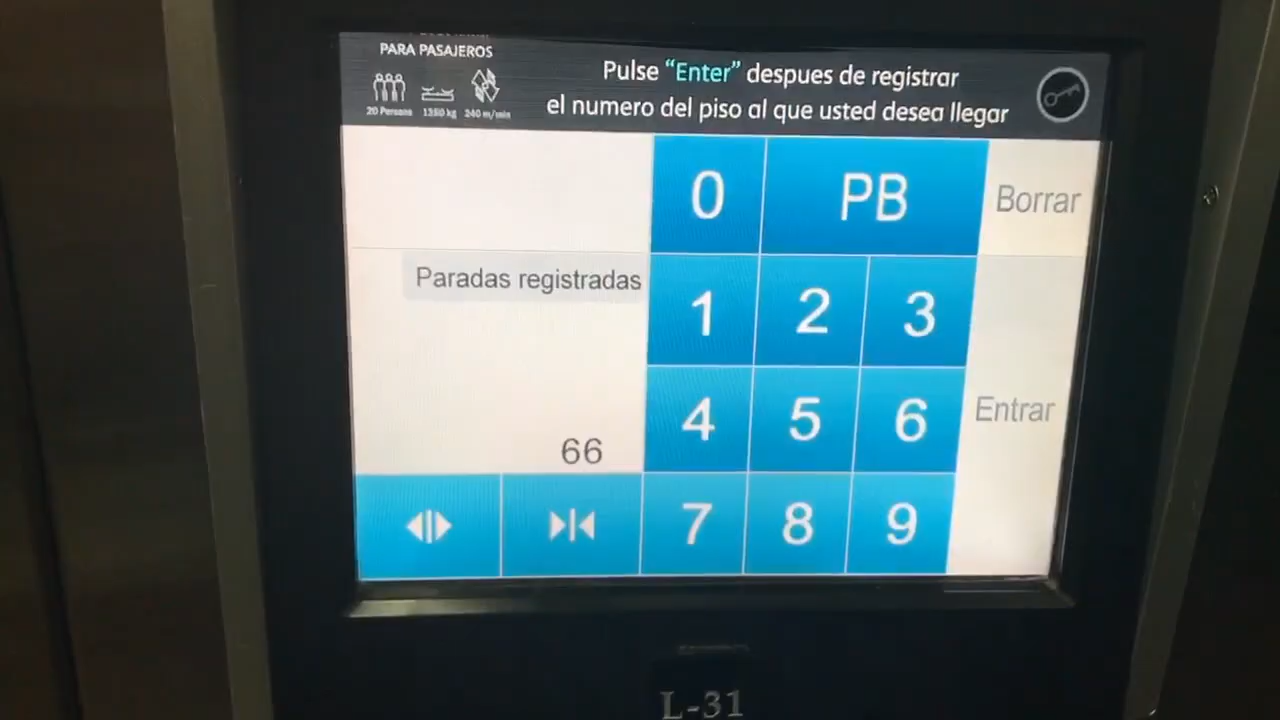 PARA PASAJEROS
20 Persons 1350 kg 240 m/min
Pulse “Enter” despues de registrar
el numero del piso al que usted desea llegar
0 PB Borrar
Paradas registradas
1 2 3
4 5 6 Entrar
66
7 8 9
L-31